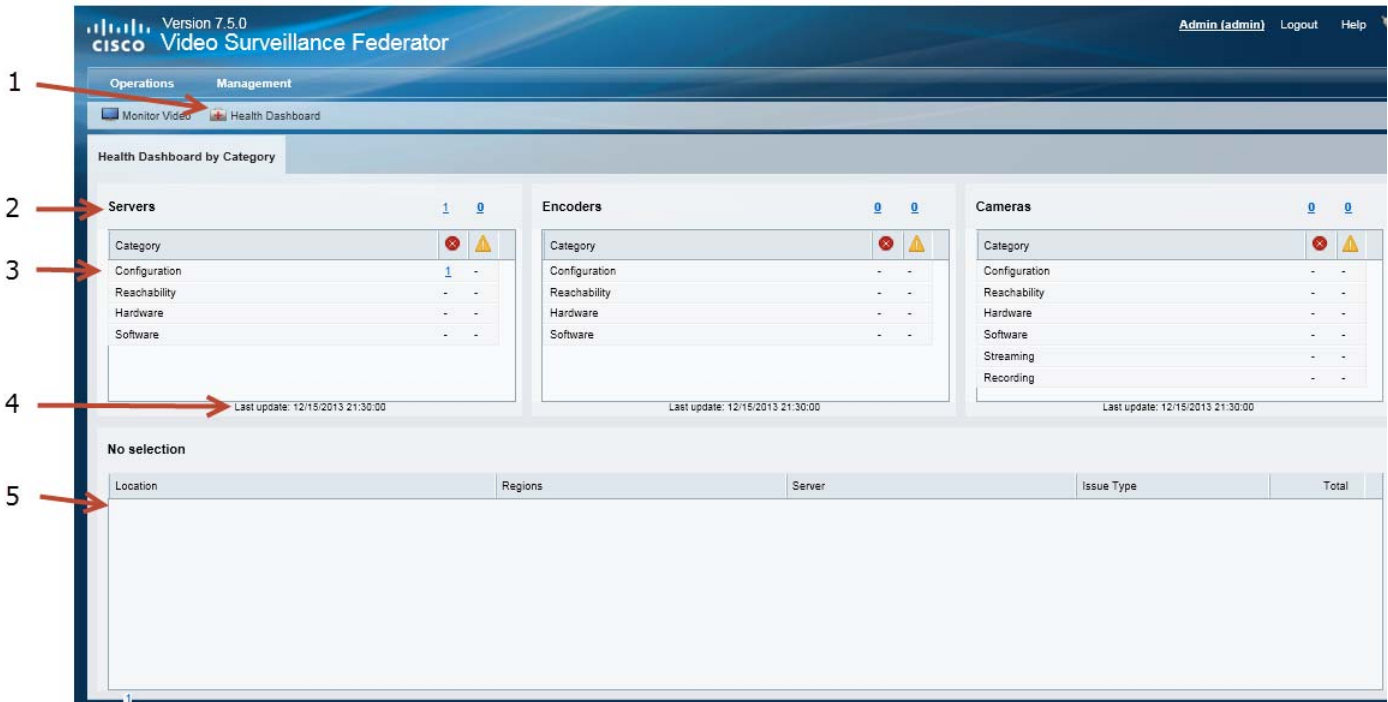 Version 7.5.0
CISCO Video Surveillance Federator
Admin (admin) Logout Help
1
Operations Management
Monitor Video Health Dashboard
Health Dashboard by Category
2
Servers 1 0 Encoders 0 0 Cameras 0 0
Category Category Category
3
Configuration 1 - Configuration - - Configuration - -
Reachability - - Reachability - - Reachability - -
Hardware - - Hardware - - Hardware - -
Software - - Software - - Software - -
Streaming - -
Recording - -
4
Last update: 12/15/2013 21:30:00 Last update: 12/15/2013 21:30:00 Last update: 12/15/2013 21:30:00
No selection
5
Location Regions Server Issue Type Total
1